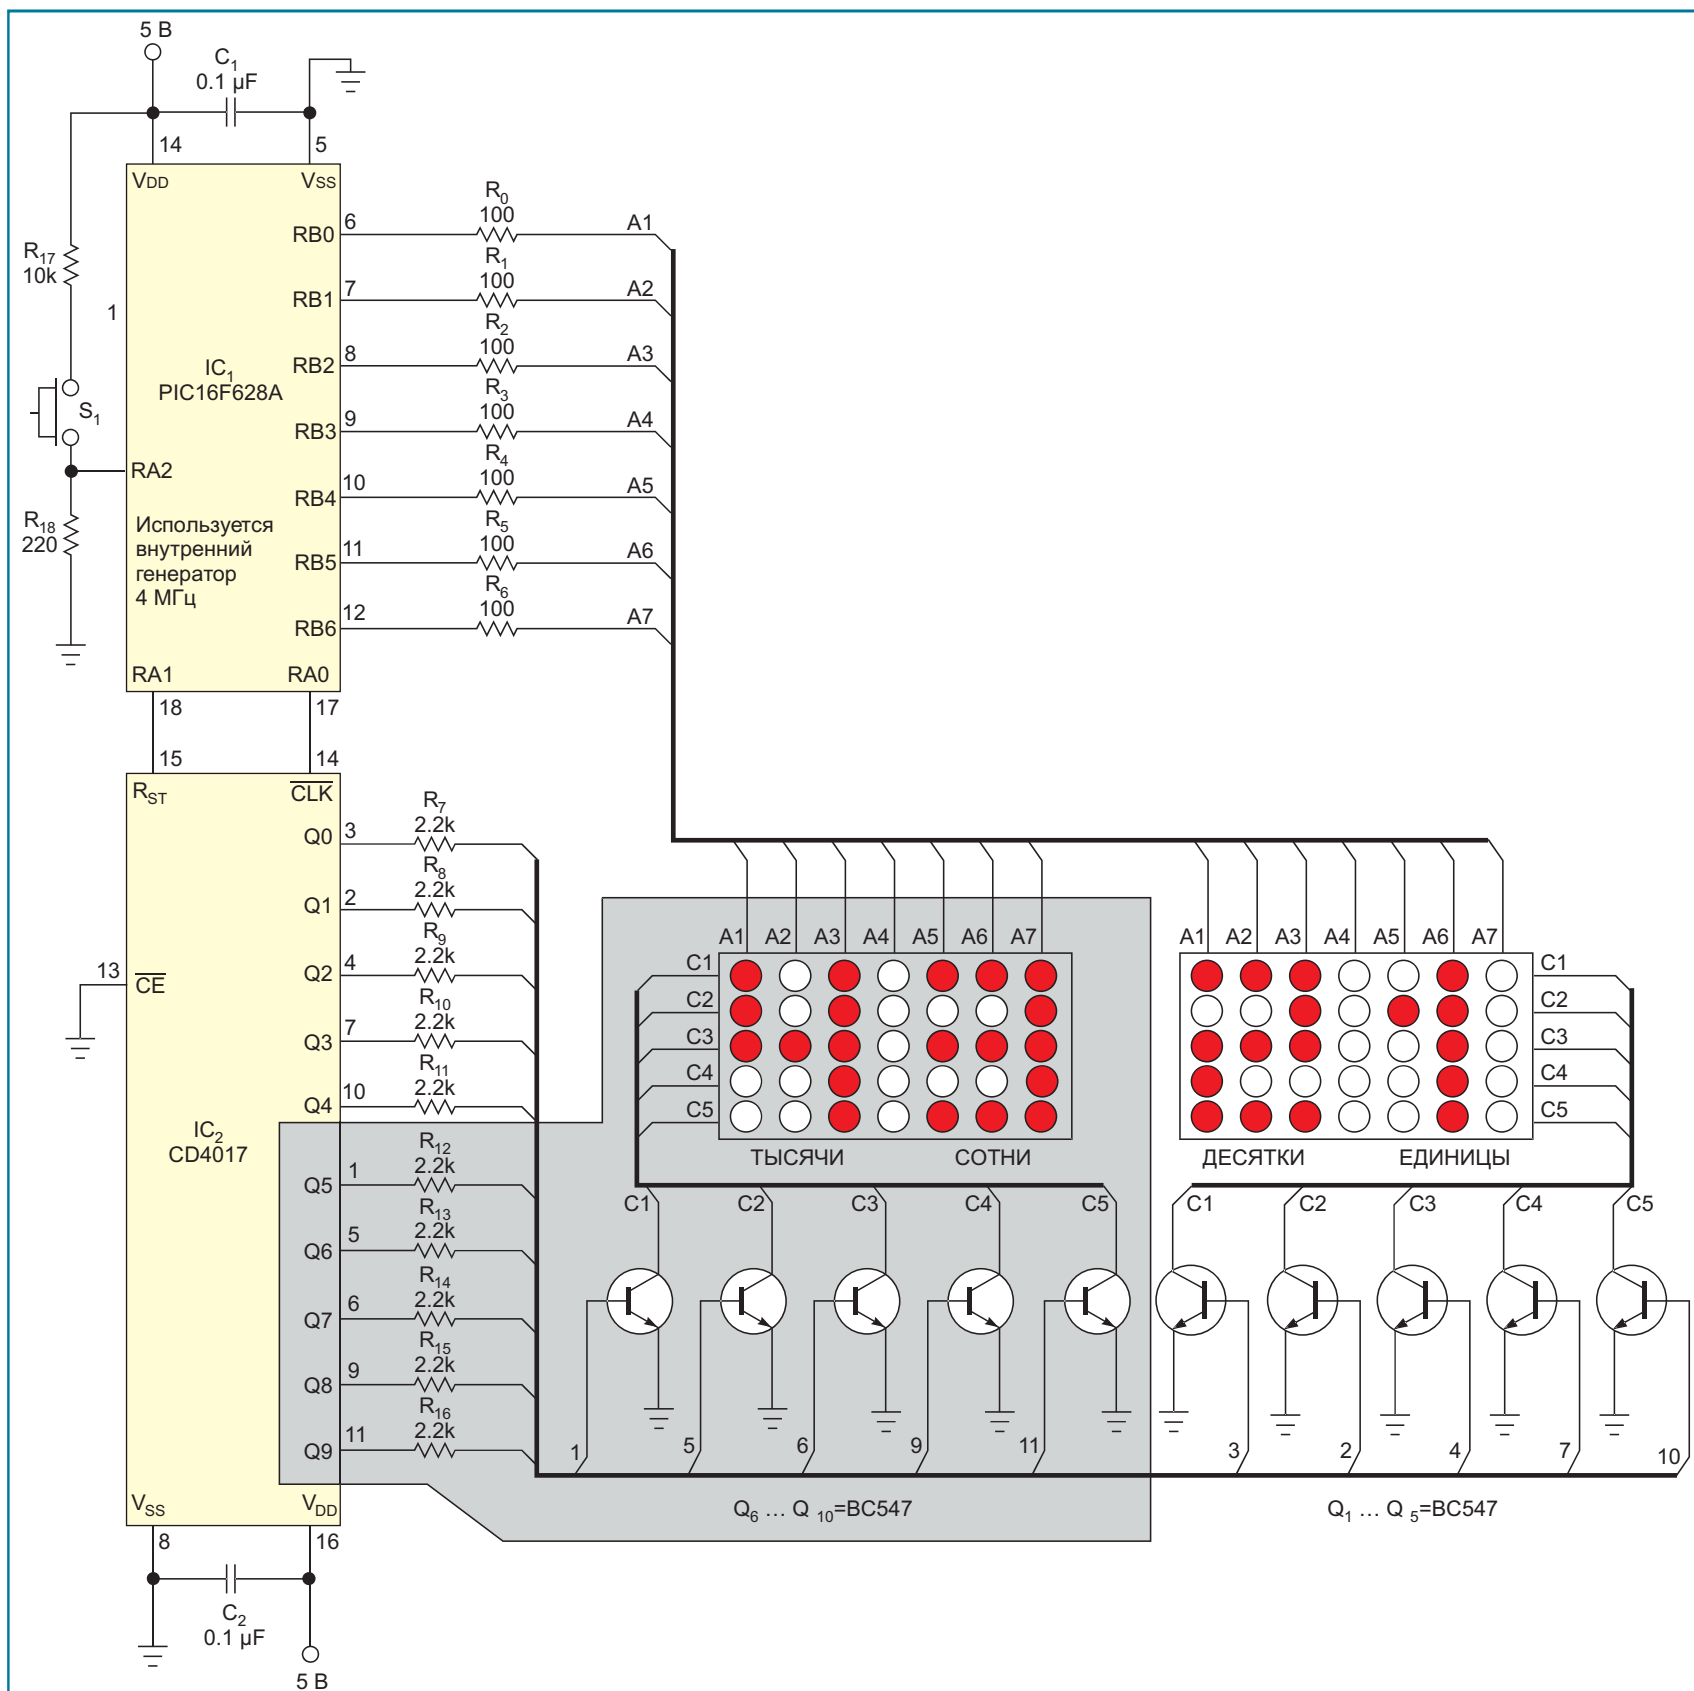 5 В
C1
0.1 µF
14
5
VDD
VSS
R17
10k
1
S1
IC1
PIC16F628A
RA2
R18
220
Используется
внутренний
генератор
4 МГц
RB0
6
R0
100
A1
RB1
7
R1
100
A2
RB2
8
R2
100
A3
RB3
9
R3
100
A4
RB4
10
R4
100
A5
RB5
11
R5
100
A6
RB6
12
R6
100
A7
RA1
RA0
18
17
15
14
RST
CLK
Q0
3
R7
2.2k
Q1
2
R8
2.2k
Q2
4
R9
2.2k
13
CE
Q3
7
R10
2.2k
Q4
10
R11
2.2k
IC2
CD4017
Q5
1
R12
2.2k
Q6
5
R13
2.2k
Q7
6
R14
2.2k
Q8
9
R15
2.2k
Q9
11
R16
2.2k
VSS
VDD
8
16
C2
0.1 µF
5 В
A1 A2 A3 A4 A5 A6 A7
C1
C2
C3
C4
C5
ТЫСЯЧИ СОТНИ
A1 A2 A3 A4 A5 A6 A7
C1
C2
C3
C4
C5
ДЕСЯТКИ ЕДИНИЦЫ
C1 C2 C3 C4 C5
C1 C2 C3 C4 C5
1 5 6 9 11
3 2 4 7 10
Q6 … Q 10=BC547
Q1 … Q 5=BC547